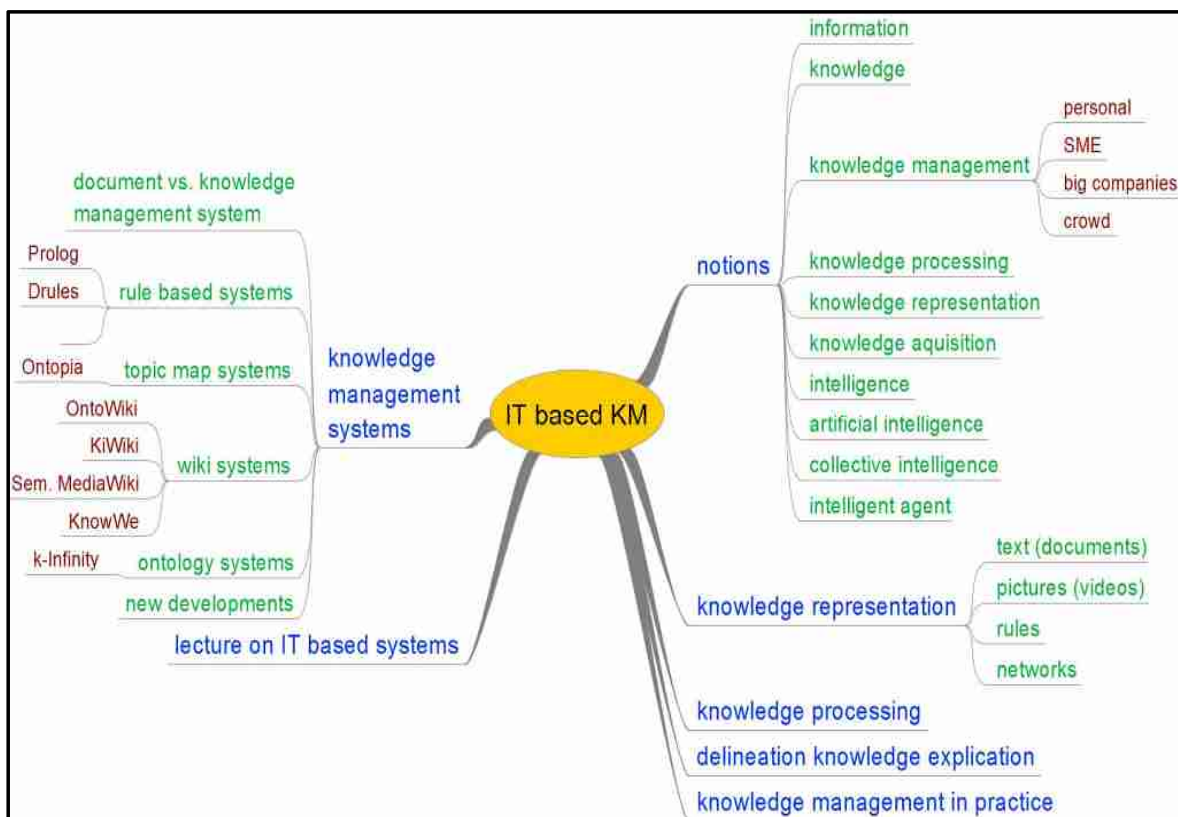 IT based KM
notions
information
knowledge
knowledge management
personal
SME
big companies
crowd
knowledge processing
knowledge representation
knowledge aquisition
intelligence
artificial intelligence
collective intelligence
intelligent agent
knowledge representation
text (documents)
pictures (videos)
rules
networks
knowledge processing
delineation knowledge explication
knowledge management in practice
knowledge
management
systems
document vs. knowledge
management system
rule based systems
Prolog
Drules
topic map systems
Ontopia
wiki systems
OntoWiki
KiWiki
Sem. MediaWiki
KnowWe
ontology systems
k-Infinity
new developments
lecture on IT based systems